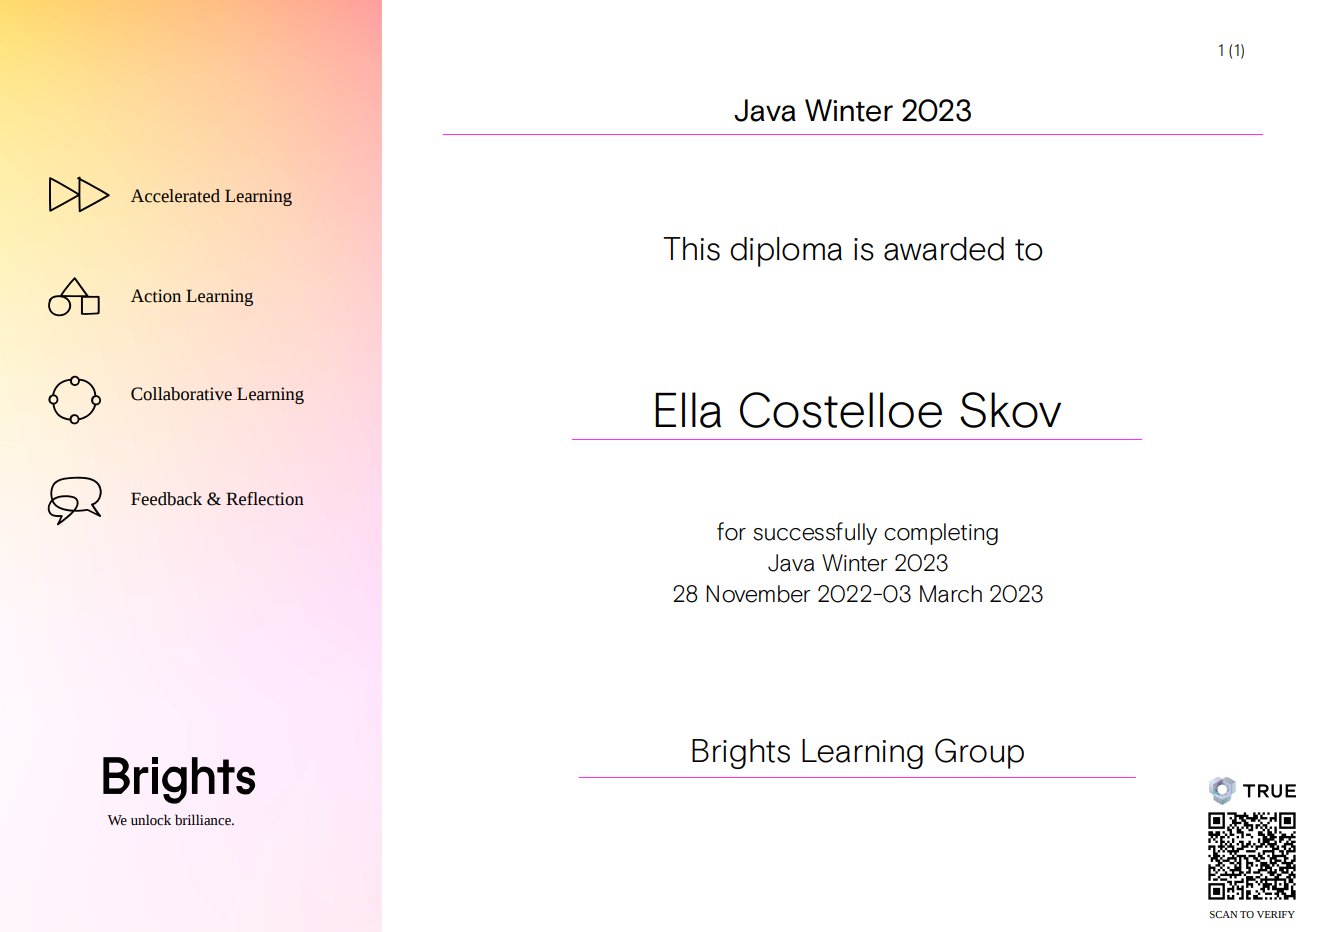 1 (1)
Java Winter 2023
This diploma is awarded to
Ella Costelloe Skov
for successfully completing
Java Winter 2023
28 November 2022-03 March 2023
Brights Learning Group
Accelerated Learning
Action Learning
Collaborative Learning
Feedback & Reflection
Brights
We unlock brilliance.
TRUE
SCAN TO VERIFY